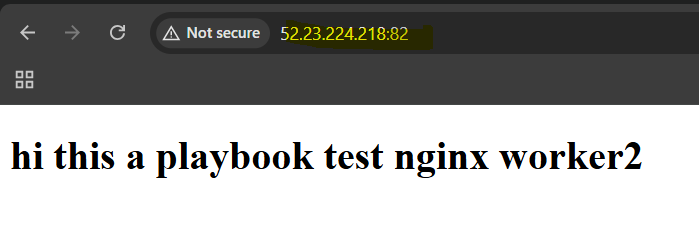 Not secure 52.23.224.218:82
hi this a playbook test nginx worker2